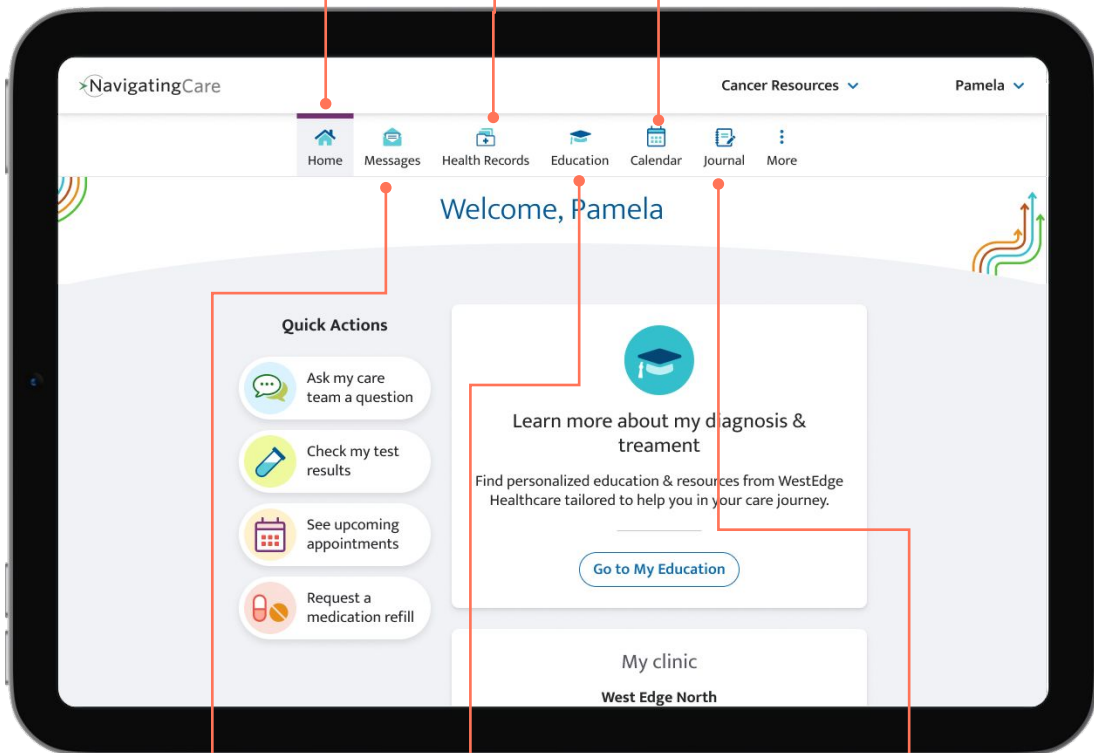 NavigatingCare
Cancer Resources
Pamela
Home
Messages
Health Records
Education
Calendar
Journal
More
Welcome, Pamela
Quick Actions
Ask my care
team a question
Check my test
results
See upcoming
appointments
Request a
medication refill
Learn more about my diagnosis &
treament
Find personalized education & resources from WestEdge
Healthcare tailored to help you in your care journey.
Go to My Education
My clinic
West Edge North